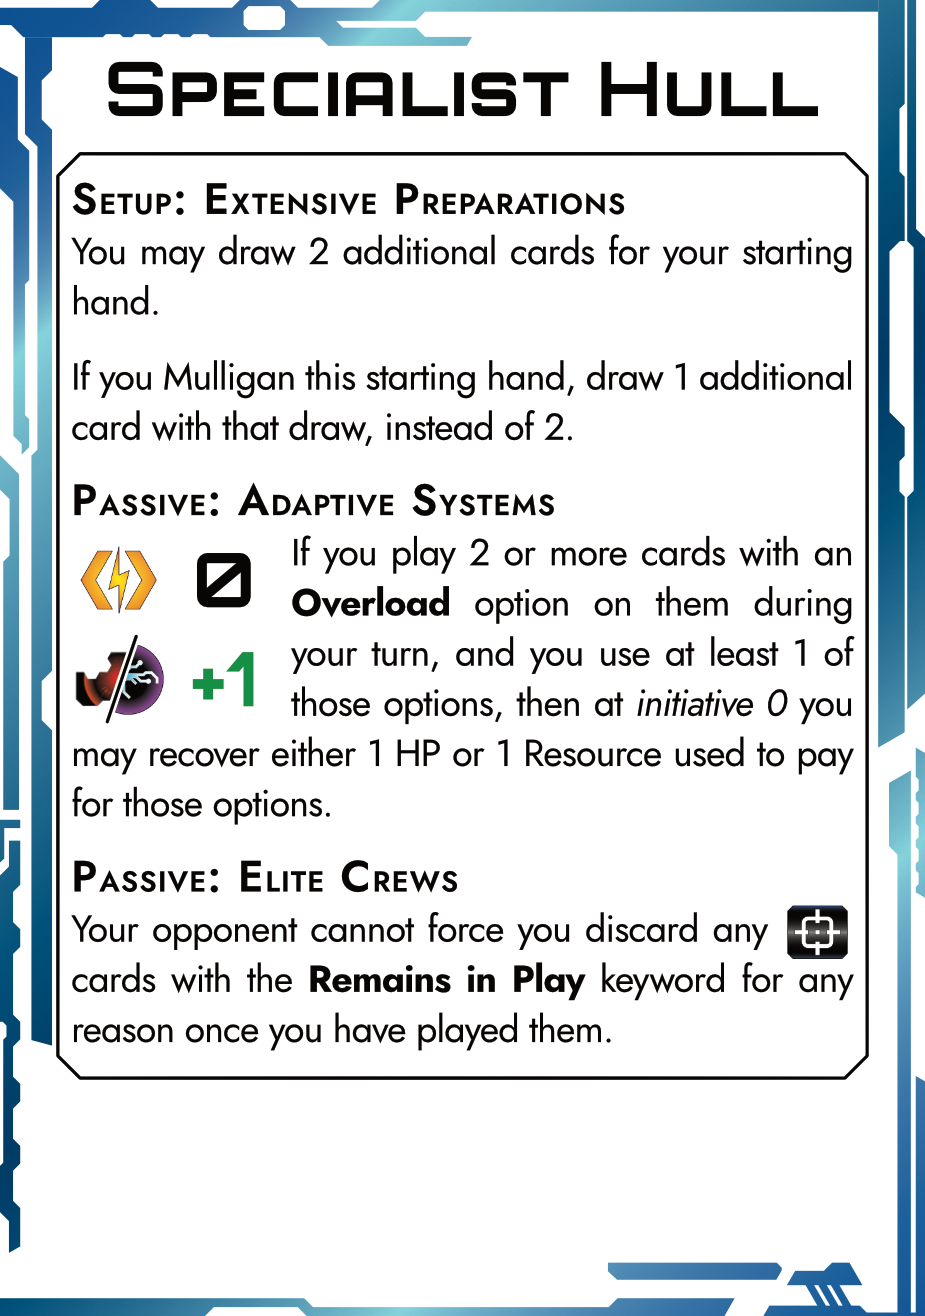 Specialist Hull
Setup: Extensive Preparations
You may draw 2 additional cards for your starting
hand.
If you Mulligan this starting hand, draw 1 additional
card with that draw, instead of 2.
Passive: Adaptive Systems
0
+1
If you play 2 or more cards with an
Overload option on them during
your turn, and you use at least 1 of
those options, then at initiative 0 you
may recover either 1 HP or 1 Resource used to pay
for those options.
Passive: Elite Crews
Your opponent cannot force you discard any
cards with the Remains in Play keyword for any
reason once you have played them.